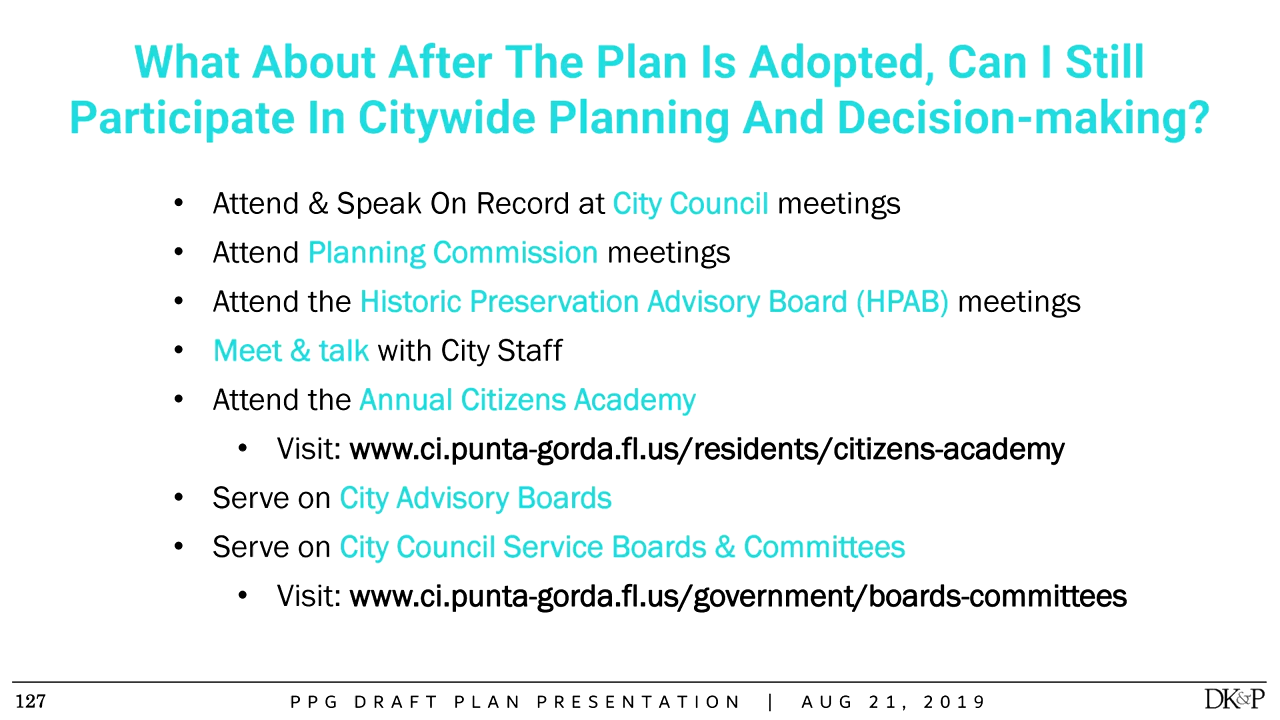 What About After The Plan Is Adopted, Can I Still
Participate In Citywide Planning And Decision-making?
• Attend & Speak On Record at City Council meetings
• Attend Planning Commission meetings
• Attend the Historic Preservation Advisory Board (HPAB) meetings
• Meet & talk with City Staff
• Attend the Annual Citizens Academy
• Visit: www.ci.punta-gorda.fl.us/residents/citizens-academy
• Serve on City Advisory Boards
• Serve on City Council Service Boards & Committees
• Visit: www.ci.punta-gorda.fl.us/government/boards-committees
127 PPG DRAFT PLAN PRESENTATION | AUG 21, 2019 DK&P